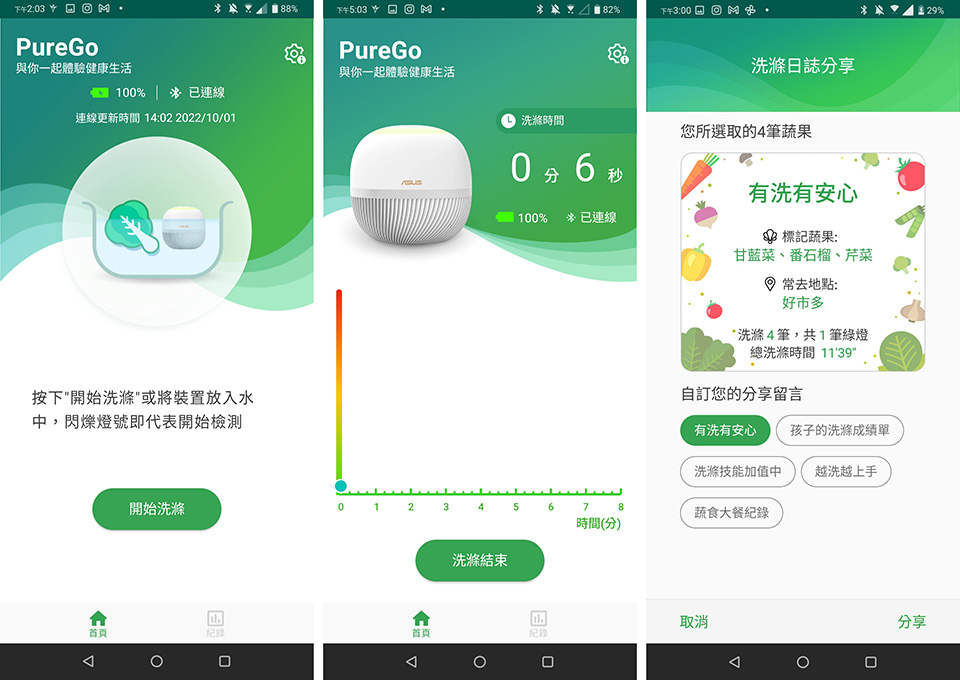 下午2:03
88%
PureGo
與你一起體驗健康生活
100%
已連線
連線更新時間 14:02 2022/10/01
按下"開始洗滌"或將裝置放入水
中，閃爍燈號即代表開始檢測
開始洗滌
首頁
紀錄
下午5:03
82%
PureGo
與你一起體驗健康生活
洗滌時間
0 分 6 秒
ASUS
100%
已連線
0 1 2 3 4 5 6 7 8
時間(分)
洗滌結束
首頁
紀錄
下午3:00
29%
洗滌日誌分享
您所選取的4筆蔬果
有洗有安心
標記蔬果:
甘藍菜、番石榴、芹菜
常去地點:
好市多
洗滌 4 筆，共 1 筆綠燈
總洗滌時間 11'39"
自訂您的分享留言
有洗有安心
孩子的洗滌成績單
洗滌技能加值中
越洗越上手
蔬食大餐紀錄
取消
分享